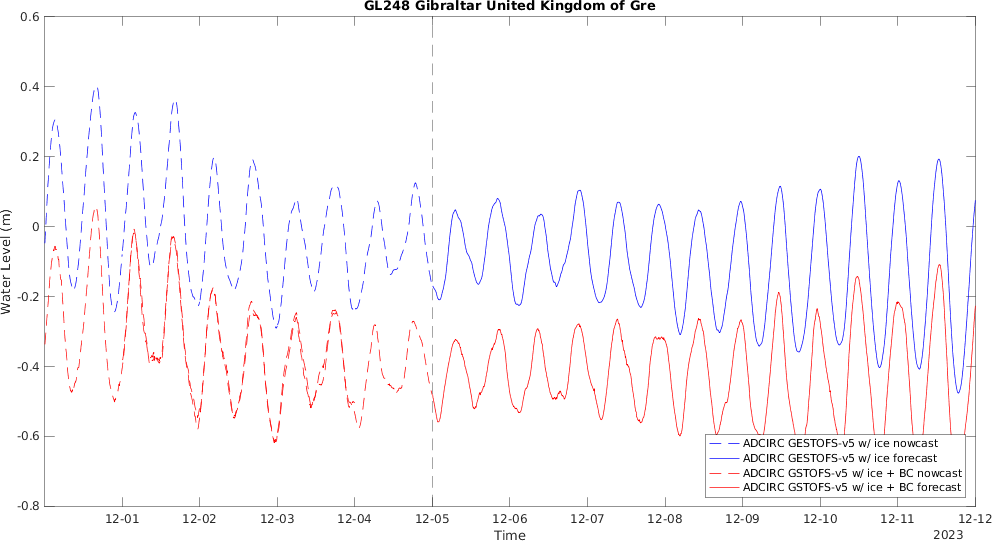 GL248 Gibraltar United Kingdom of Gre
0.6
0.4
0.2
0
-0.2
-0.4
-0.6
-0.8
Water Level (m)
ADCIRC GESTOFS-v5 w/ ice nowcast
ADCIRC GESTOFS-v5 w/ ice forecast
ADCIRC GSTOFS-v5 w/ ice + BC nowcast
ADCIRC GSTOFS-v5 w/ ice + BC forecast
12-01 12-02 12-03 12-04 12-05 12-06 12-07 12-08 12-09 12-10 12-11 12-12
Time
2023